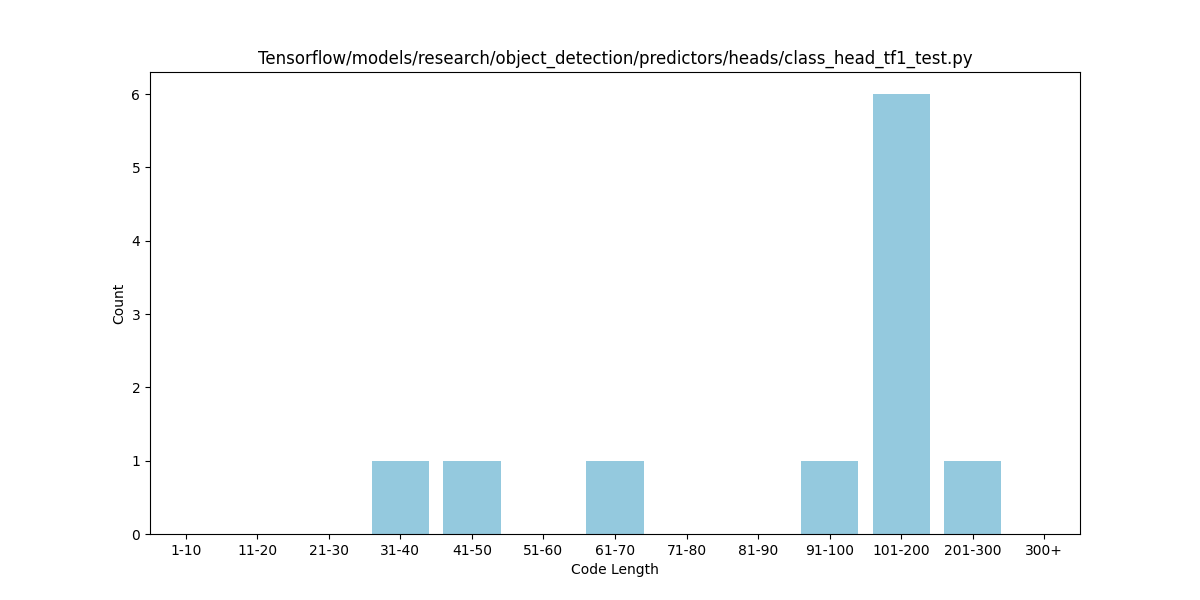 Tensorflow/models/research/object_detection/predictors/heads/class_head_tf1_test.py
6
5
4
3
2
1
0
Count
1-10 11-20 21-30 31-40 41-50 51-60 61-70 71-80 81-90 91-100 101-200 201-300 300+
Code Length